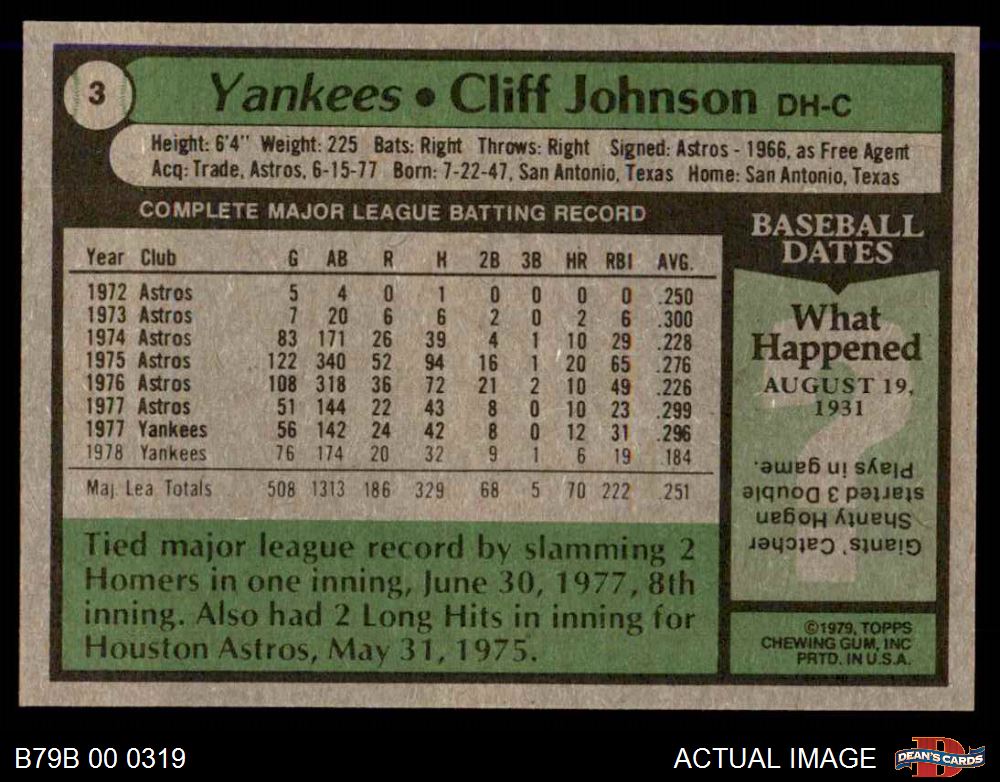 3
Yankees • Cliff Johnson DH-C
Height: 6'4" Weight: 225 Bats: Right Throws: Right Signed: Astros - 1966, as Free Agent
Acq: Trade, Astros, 6-15-77 Born: 7-22-47, San Antonio, Texas Home: San Antonio, Texas
COMPLETE MAJOR LEAGUE BATTING RECORD
Year Club G AB R H 2B 3B HR RBI AVG.
1972 Astros 5 4 0 1 0 0 0 0 .250
1973 Astros 7 20 6 6 2 0 2 6 .300
1974 Astros 83 171 26 39 4 1 10 29 .228
1975 Astros 122 340 52 94 16 1 20 65 .276
1976 Astros 108 318 36 72 21 2 10 49 .226
1977 Astros 51 144 22 43 8 0 10 23 .299
1977 Yankees 56 142 24 42 8 0 12 31 .296
1978 Yankees 76 174 20 32 9 1 6 19 .184
Maj. Lea. Totals 508 1313 186 329 68 5 70 222 .251
Tied major league record by slamming 2
Homers in one inning, June 30, 1977, 8th
inning. Also had 2 Long Hits in inning for
Houston Astros, May 31, 1975.
BASEBALL
DATES
What
Happened
AUGUST 19,
1931
?
Giants' Catcher
Shanty Hogan
started 3 Double
Plays in game.
©1979, TOPPS
CHEWING GUM, INC
PRTD. IN U.S.A.
B79B 00 0319
ACTUAL IMAGE
D
DEAN'S CARDS